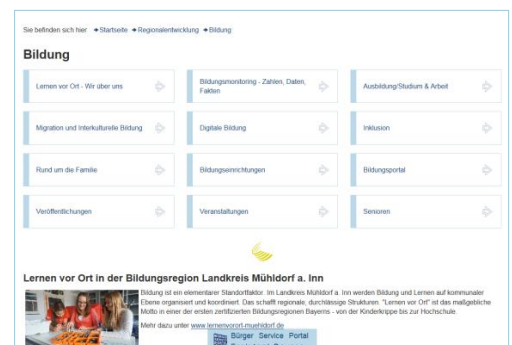 Sie befinden sich hier Startseite Regionalentwicklung Bildung
Bildung
Lernen vor Ort - Wir über uns
Bildungsmonitoring - Zahlen, Daten, Fakten
Ausbildung/Studium & Arbeit
Migration und Interkulturelle Bildung
Digitale Bildung
Inklusion
Rund um die Familie
Bildungseinrichtungen
Bildungsportal
Veröffentlichungen
Veranstaltungen
Senioren
Lernen vor Ort in der Bildungsregion Landkreis Mühldorf a. Inn
Bildung ist ein elementarer Standortfaktor. Im Landkreis Mühldorf a. Inn werden Bildung und Lernen auf kommunaler
Ebene organisiert und koordiniert. Das schafft regionale, durchlässige Strukturen. "Lernen vor Ort" ist das maßgebliche
Motto in einer der ersten zertifizierten Bildungsregionen Bayerns - von der Kinderkrippe bis zur Hochschule.
Mehr dazu unter www.lernenvorort-muehldorf.de
Bürger Service Portal